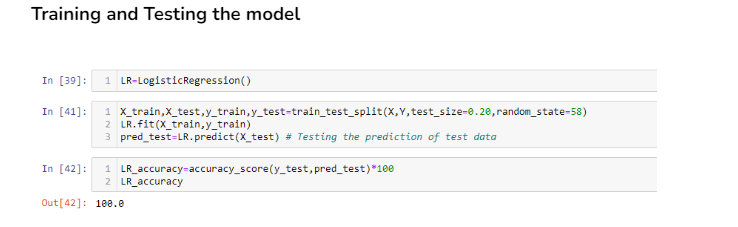 Training and Testing the model
In [39]: 1 LR=LogisticRegression()
In [41]: 1 X_train,X_test,y_train,y_test=train_test_split(X,Y,test_size=0.20,random_state=58)
2 LR.fit(X_train,y_train)
3 pred_test=LR.predict(X_test) # Testing the prediction of test data
In [42]: 1 LR_accuracy=accuracy_score(y_test,pred_test)*100
2 LR_accuracy
Out[42]: 100.0